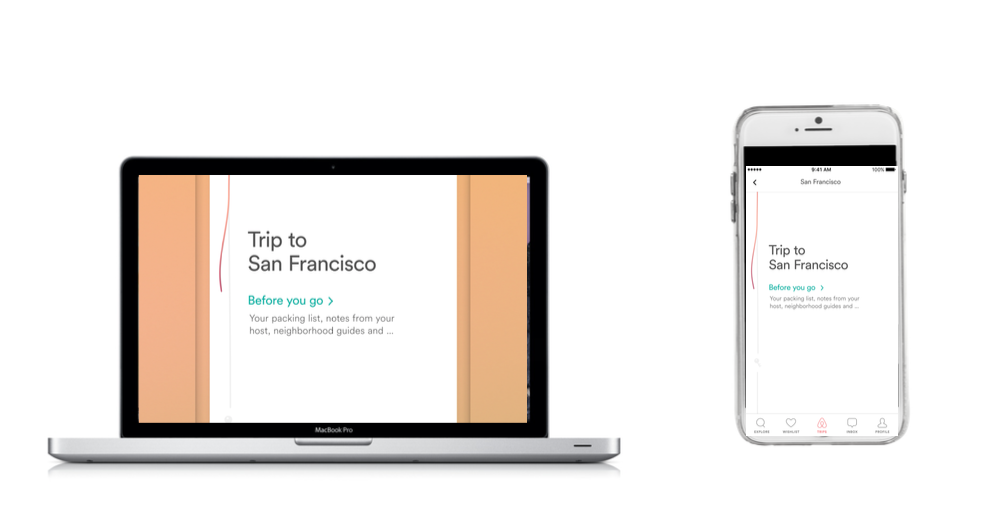 Trip to
San Francisco
Before you go
Your packing list, notes from your
host, neighborhood guides and ...
MacBook Pro
9:41 AM
100%
San Francisco
Trip to
San Francisco
Before you go
Your packing list, notes from your
host, neighborhood guides and ...
EXPLORE WISHLIST TRIPS INBOX PROFILE